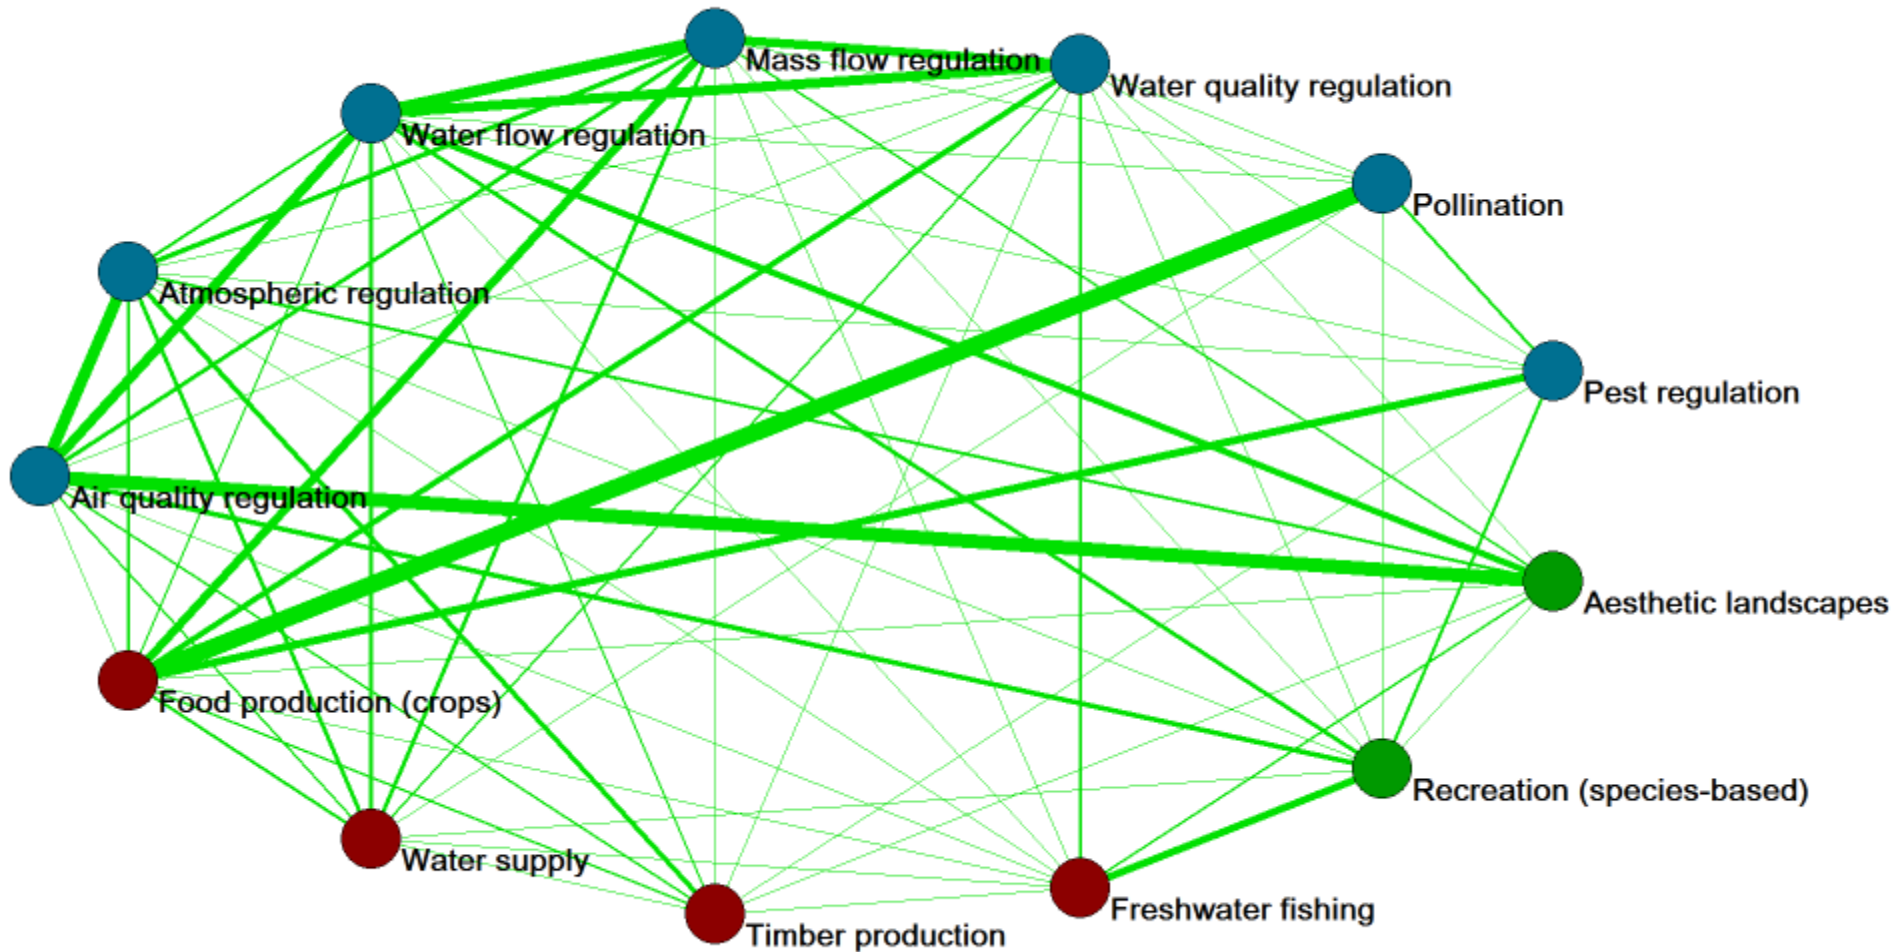 Mass flow regulation
Water quality regulation
Water flow regulation
Pollination
Atmospheric regulation
Pest regulation
Air quality regulation
Aesthetic landscapes
Food production (crops)
Recreation (species-based)
Water supply
Freshwater fishing
Timber production